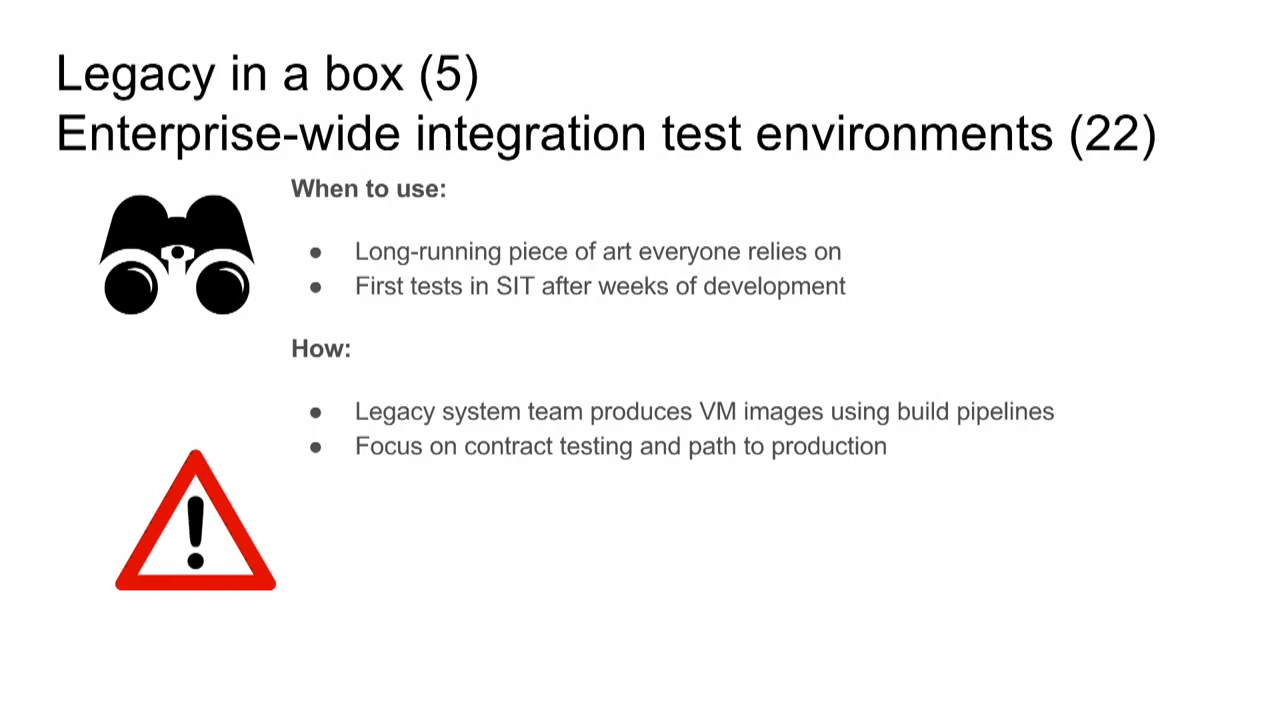 Legacy in a box (5)
Enterprise-wide integration test environments (22)
When to use:
● Long-running piece of art everyone relies on
● First tests in SIT after weeks of development
How:
● Legacy system team produces VM images using build pipelines
● Focus on contract testing and path to production